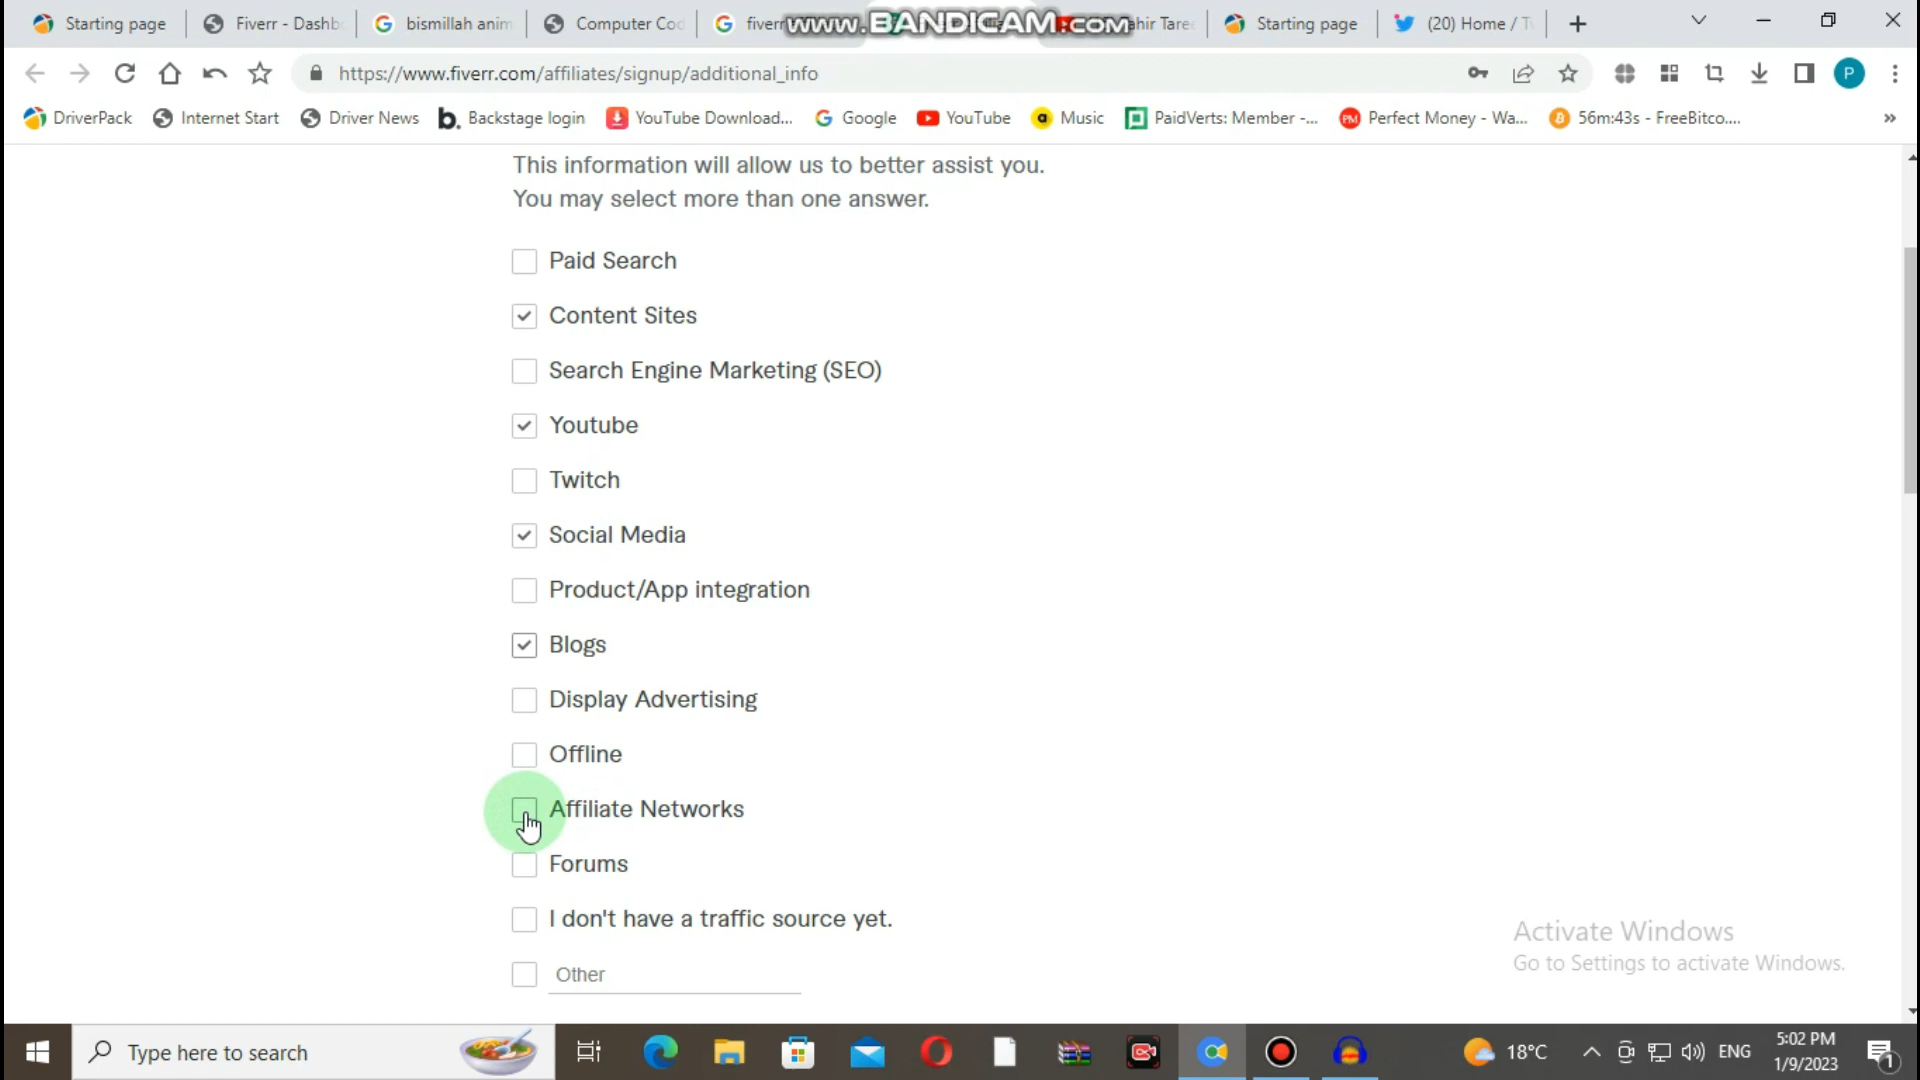 Starting page
Fiverr - Dashb
bismillah anim
Computer Coo
fiverr
www.BANDICAM.COM
ahir Tare
Starting page
(20) Home / T
https://www.fiverr.com/affiliates/signup/additional_info
P
DriverPack
Internet Start
Driver News
b. Backstage login
YouTube Download...
Google
YouTube
Music
PaidVerts: Member -...
PM Perfect Money - Wa...
56m:43s - FreeBitco....
»
This information will allow us to better assist you.
You may select more than one answer.
Paid Search
Content Sites
Search Engine Marketing (SEO)
Youtube
Twitch
Social Media
Product/App integration
Blogs
Display Advertising
Offline
Affiliate Networks
Forums
I don't have a traffic source yet.
Other
Activate Windows
Go to Settings to activate Windows.
Type here to search
18°C
ENG
5:02 PM
1/9/2023
1